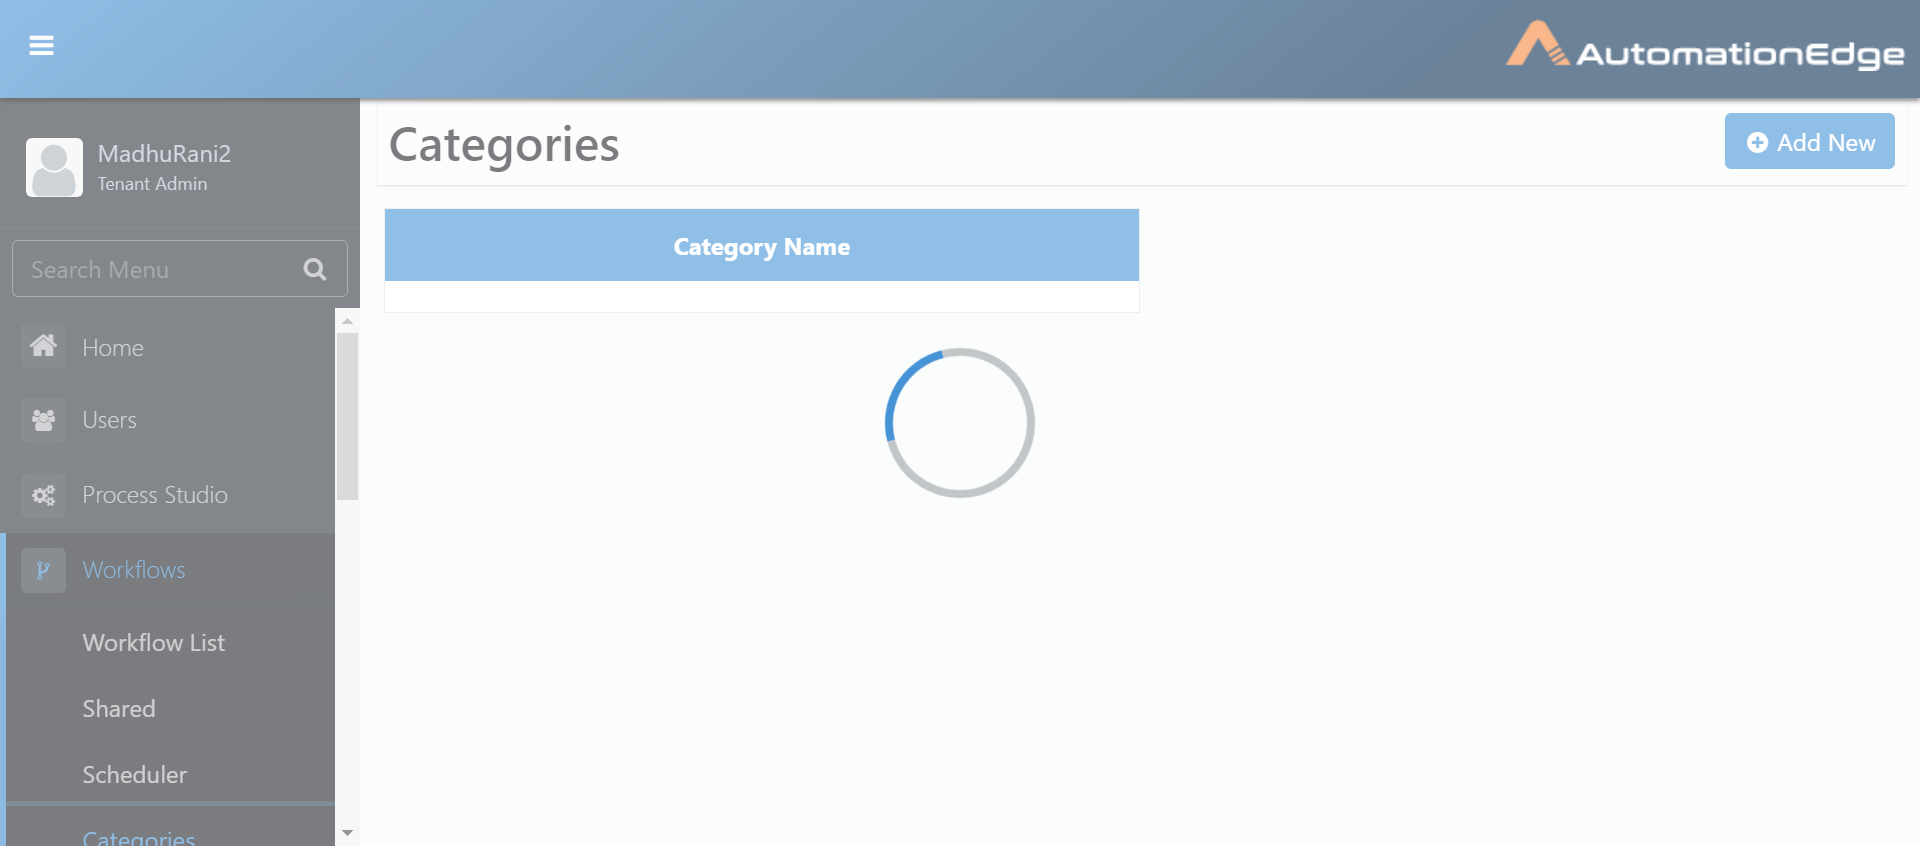 AutomationEdge
MadhuRani2
Tenant Admin
Search Menu
Home
Users
Process Studio
Workflows
Workflow List
Shared
Scheduler
Categories
Categories
Add New
Category Name